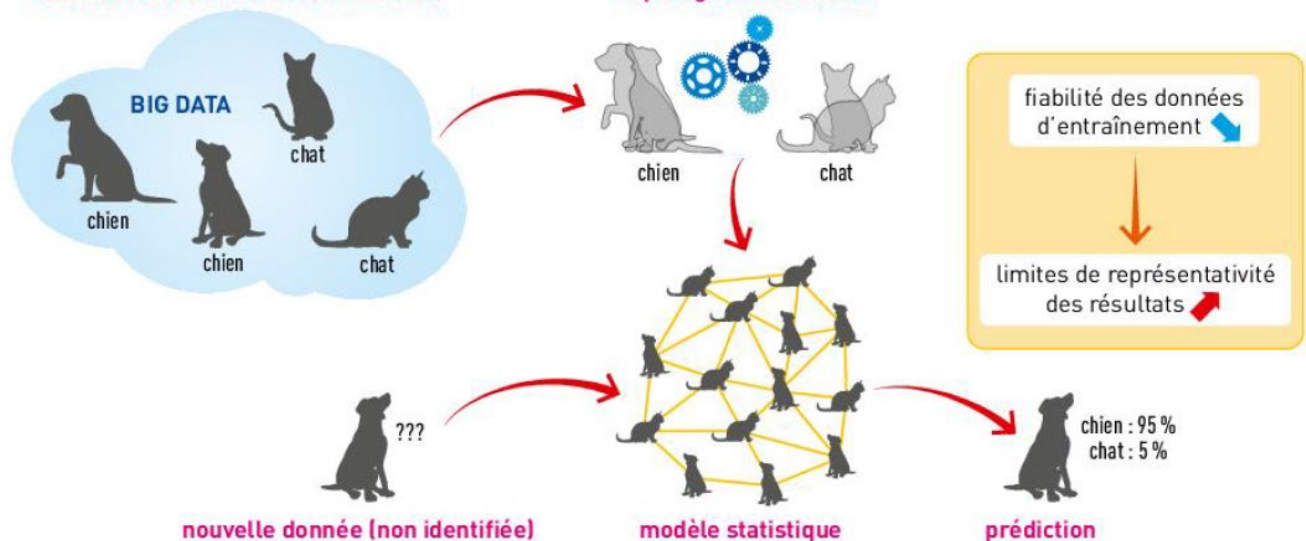 BIG DATA
chat
chien
chien
chat
chien
chat
fiabilité des données
d'entraînement
limites de représentativité
des résultats
???
chien : 95 %
chat : 5 %
nouvelle donnée (non identifiée)
modèle statistique
prédiction